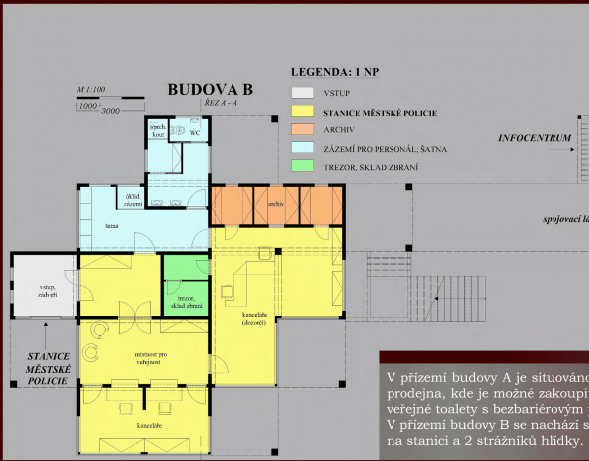 LEGENDA: 1 NP
M 1:100
BUDOVA B
ŘEZ A - A
1000
3000
VSTUP
STANICE MĚSTSKÉ POLICIE
ARCHIV
ZÁZEMÍ PRO PERSONÁL, ŠATNA
TREZOR, SKLAD ZBRANÍ
INFOCENTRUM
sprch.
kout
WC
úklid.
zázemí
archiv
šatna
spojovací
vstup,
zádveří
trezor,
sklad zbraní
kanceláře
(dozorčí)
místnost pro
veřejnost
STANICE
MĚSTSKÉ
POLICIE
kanceláře
V přízemí budovy A je situováno
prodejna, kde je možné zakoupit
veřejné toalety s bezbariérovým
V přízemí budovy B se nachází
na stanici a 2 strážníků hlídky.